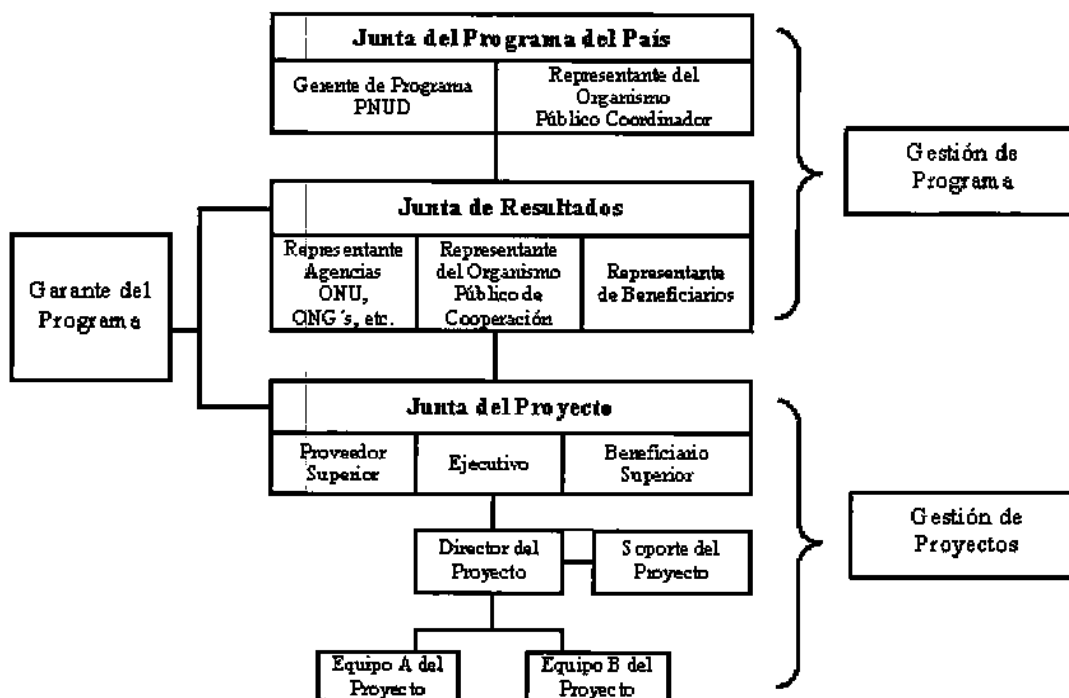 Junta del Programa del País
Gerente de Programa
PNUD
Representante del
Organismo
Público Coordinador
Gestión de
Programa
Junta de Resultados
Representante
Agencias
ONU,
ONG´s, etc.
Representante
del Organismo
Público de
Cooperación
Representante
de Beneficiarios
Garante del
Programa
Junta del Proyecto
Proveedor
Superior
Ejecutivo
Beneficiario
Superior
Gestión de
Proyectos
Director del
Proyecto
Soporte del
Proyecto
Equipo A del
Proyecto
Equipo B del
Proyecto